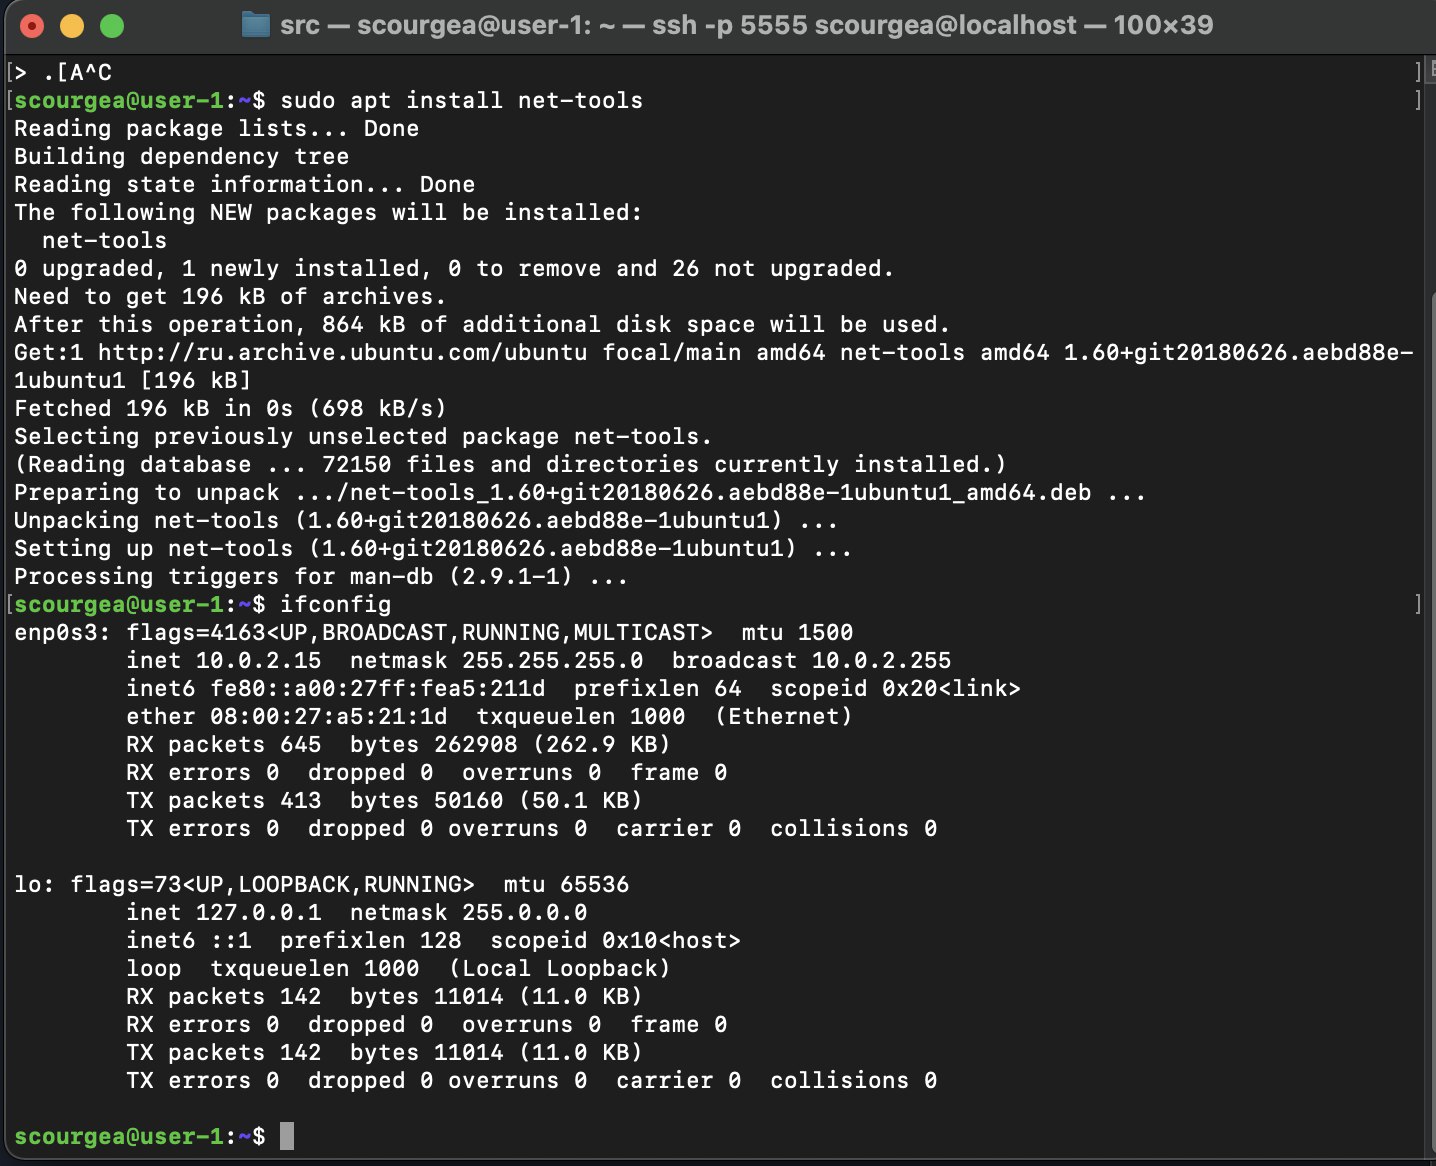 src — scourgea@user-1: ~ — ssh -p 5555 scourgea@localhost — 100×39
[> .[A^C ]
[scourgea@user-1:~$ sudo apt install net-tools ]
Reading package lists... Done
Building dependency tree
Reading state information... Done
The following NEW packages will be installed:
  net-tools
0 upgraded, 1 newly installed, 0 to remove and 26 not upgraded.
Need to get 196 kB of archives.
After this operation, 864 kB of additional disk space will be used.
Get:1 http://ru.archive.ubuntu.com/ubuntu focal/main amd64 net-tools amd64 1.60+git20180626.aebd88e-
1ubuntu1 [196 kB]
Fetched 196 kB in 0s (698 kB/s)
Selecting previously unselected package net-tools.
(Reading database ... 72150 files and directories currently installed.)
Preparing to unpack .../net-tools_1.60+git20180626.aebd88e-1ubuntu1_amd64.deb ...
Unpacking net-tools (1.60+git20180626.aebd88e-1ubuntu1) ...
Setting up net-tools (1.60+git20180626.aebd88e-1ubuntu1) ...
Processing triggers for man-db (2.9.1-1) ...
[scourgea@user-1:~$ ifconfig ]
enp0s3: flags=4163<UP,BROADCAST,RUNNING,MULTICAST>  mtu 1500
        inet 10.0.2.15  netmask 255.255.255.0  broadcast 10.0.2.255
        inet6 fe80::a00:27ff:fea5:211d  prefixlen 64  scopeid 0x20<link>
        ether 08:00:27:a5:21:1d  txqueuelen 1000  (Ethernet)
        RX packets 645  bytes 262908 (262.9 KB)
        RX errors 0  dropped 0  overruns 0  frame 0
        TX packets 413  bytes 50160 (50.1 KB)
        TX errors 0  dropped 0 overruns 0  carrier 0  collisions 0

lo: flags=73<UP,LOOPBACK,RUNNING>  mtu 65536
        inet 127.0.0.1  netmask 255.0.0.0
        inet6 ::1  prefixlen 128  scopeid 0x10<host>
        loop  txqueuelen 1000  (Local Loopback)
        RX packets 142  bytes 11014 (11.0 KB)
        RX errors 0  dropped 0  overruns 0  frame 0
        TX packets 142  bytes 11014 (11.0 KB)
        TX errors 0  dropped 0 overruns 0  carrier 0  collisions 0

scourgea@user-1:~$